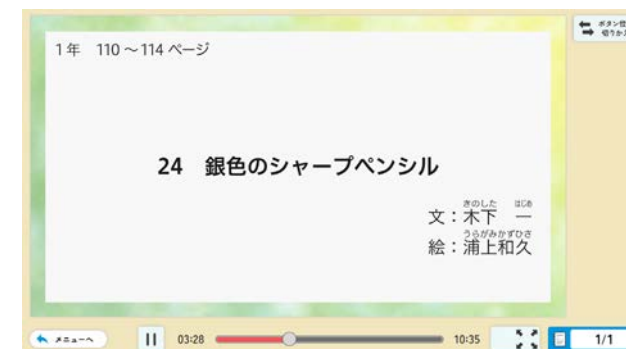 1年 110～114ページ
24 銀色のシャープペンシル
きのした はじめ
文：木下 一
うらがみかずひさ
絵：浦上和久
メニューへ
03:28
10:35
1/1